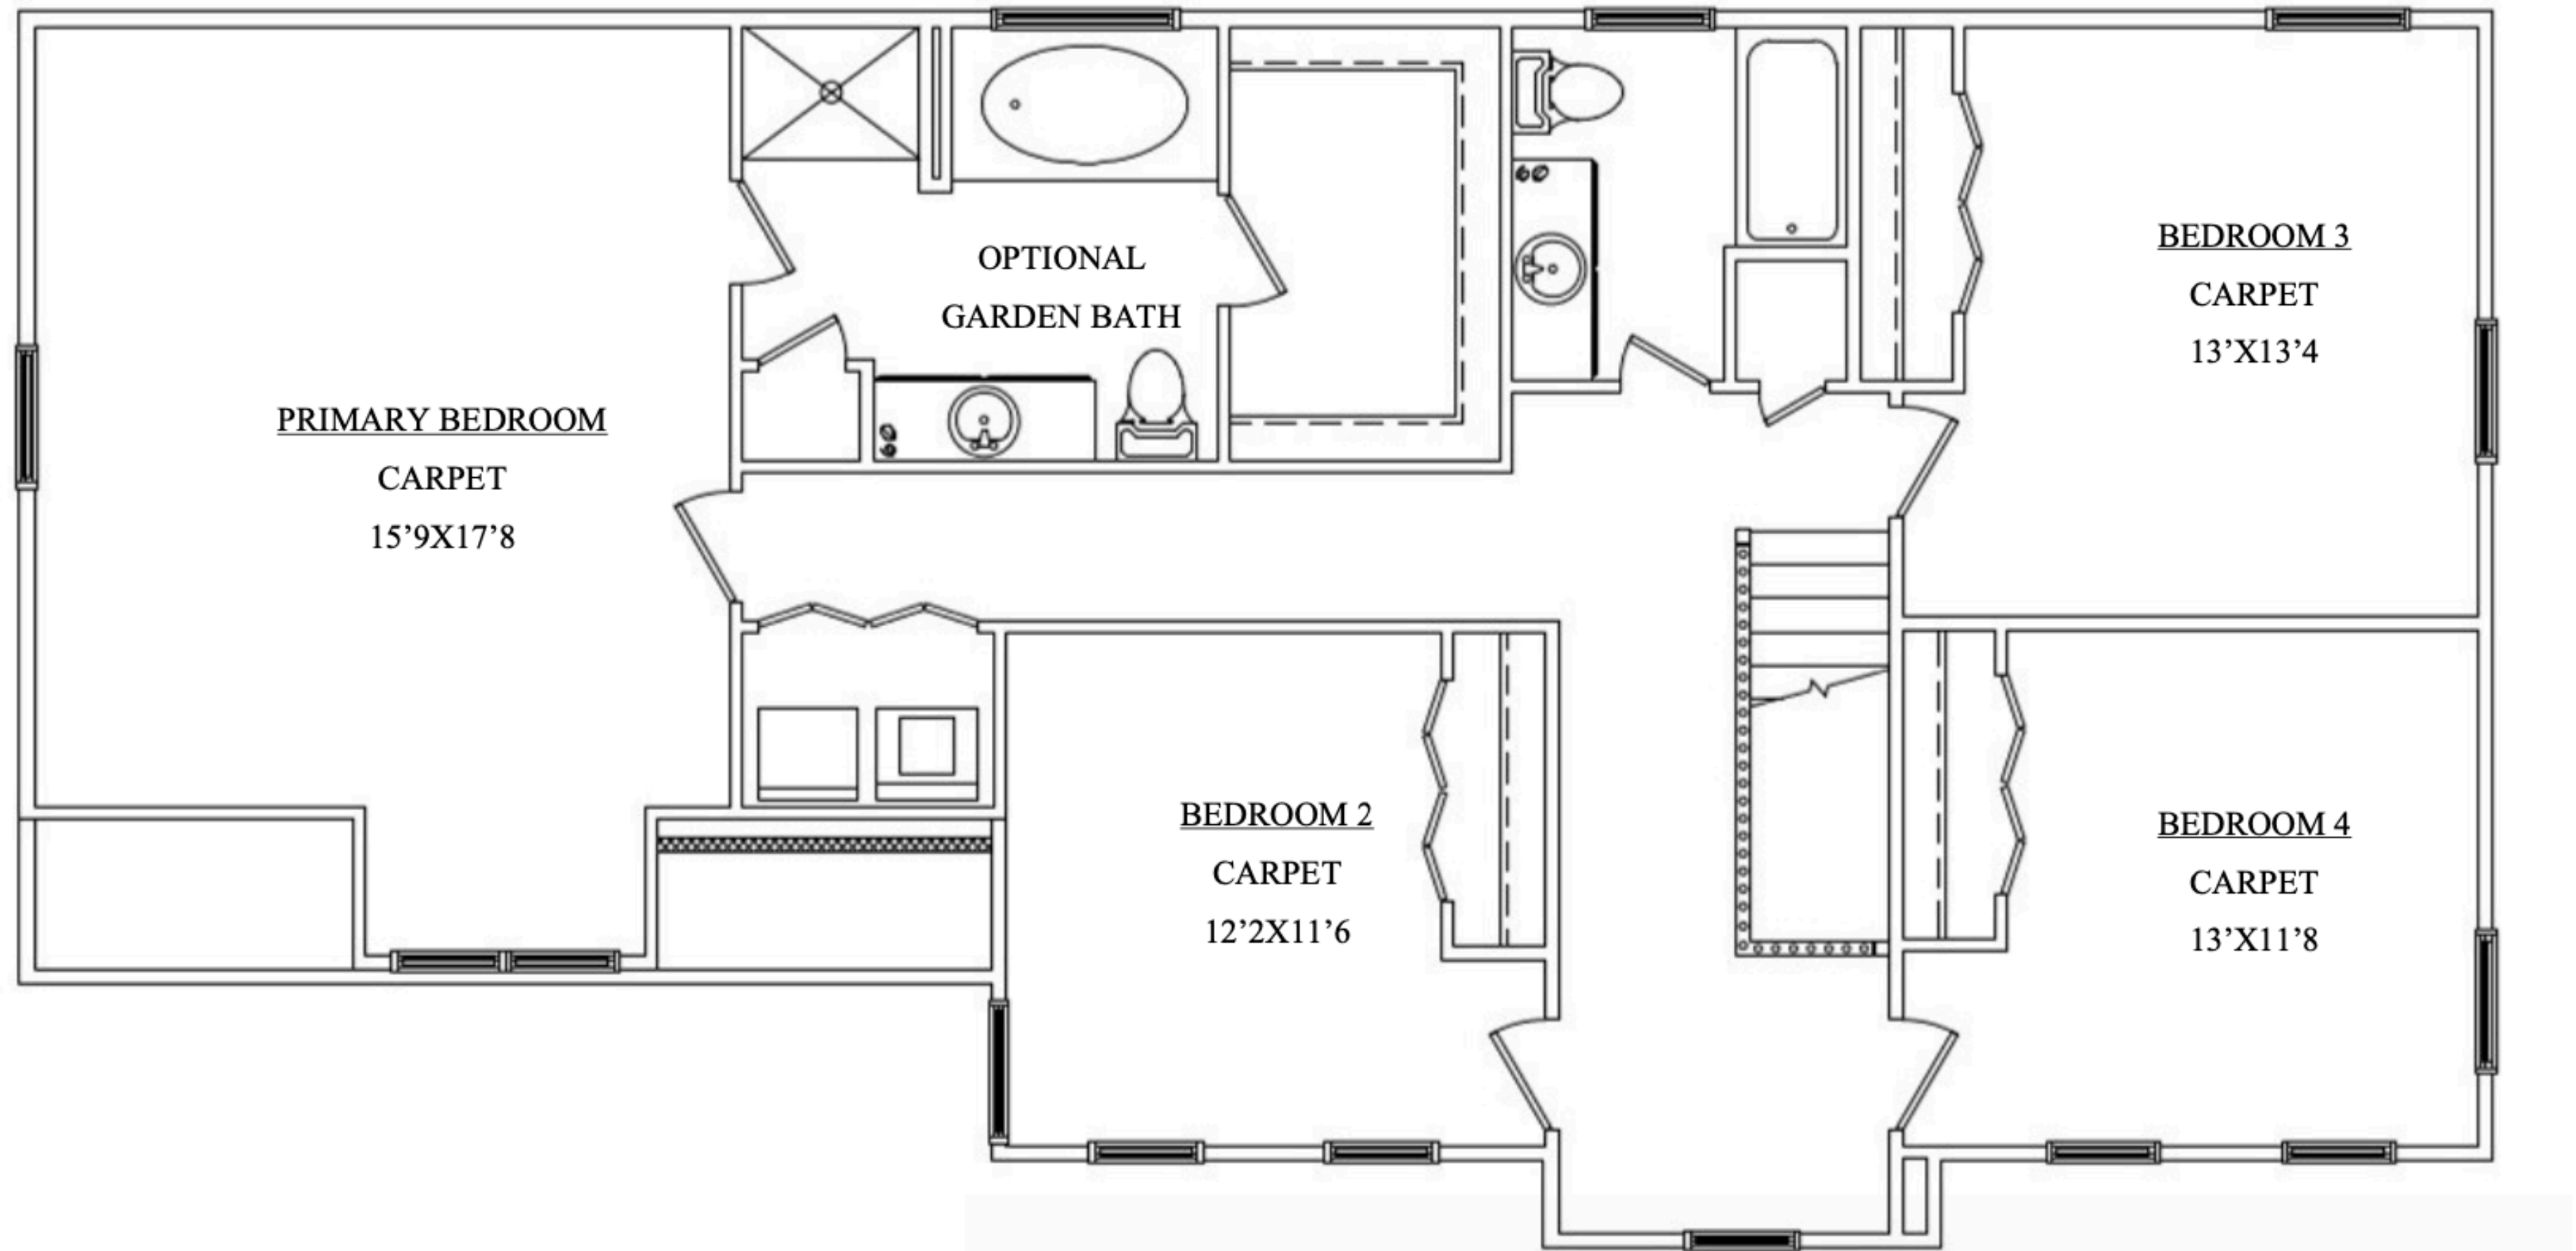 PRIMARY BEDROOM
CARPET
15’9X17’8
OPTIONAL
GARDEN BATH
BEDROOM 3
CARPET
13’X13’4
BEDROOM 2
CARPET
12’2X11’6
BEDROOM 4
CARPET
13’X11’8